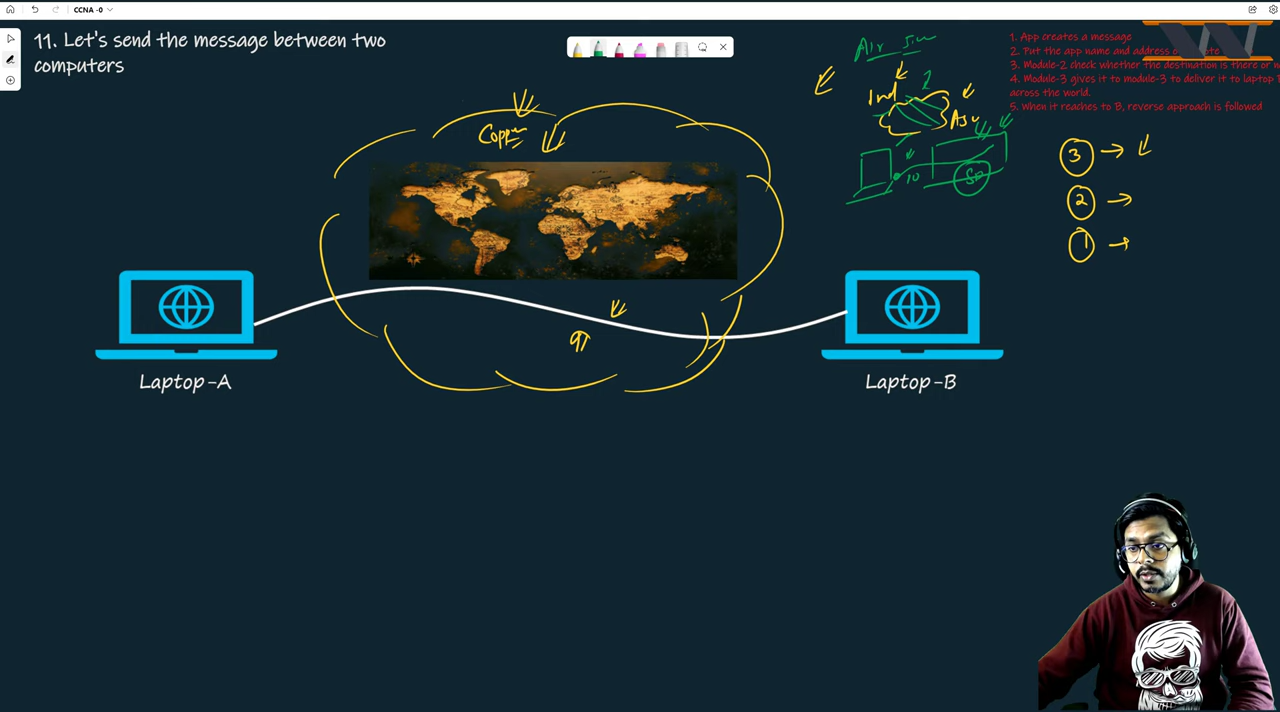 CCNA -0
11. Let's send the message between two
computers
1. App creates a message
2. Put the app name and address o
3. Module-2 check whether the destination is there or
4. Module-3 gives it to module-3 to deliver it to laptop
across the world.
5. When it reaches to B, reverse approach is followed
Air
Ind
Copper
3
2
1
10
Laptop-A
Laptop-B